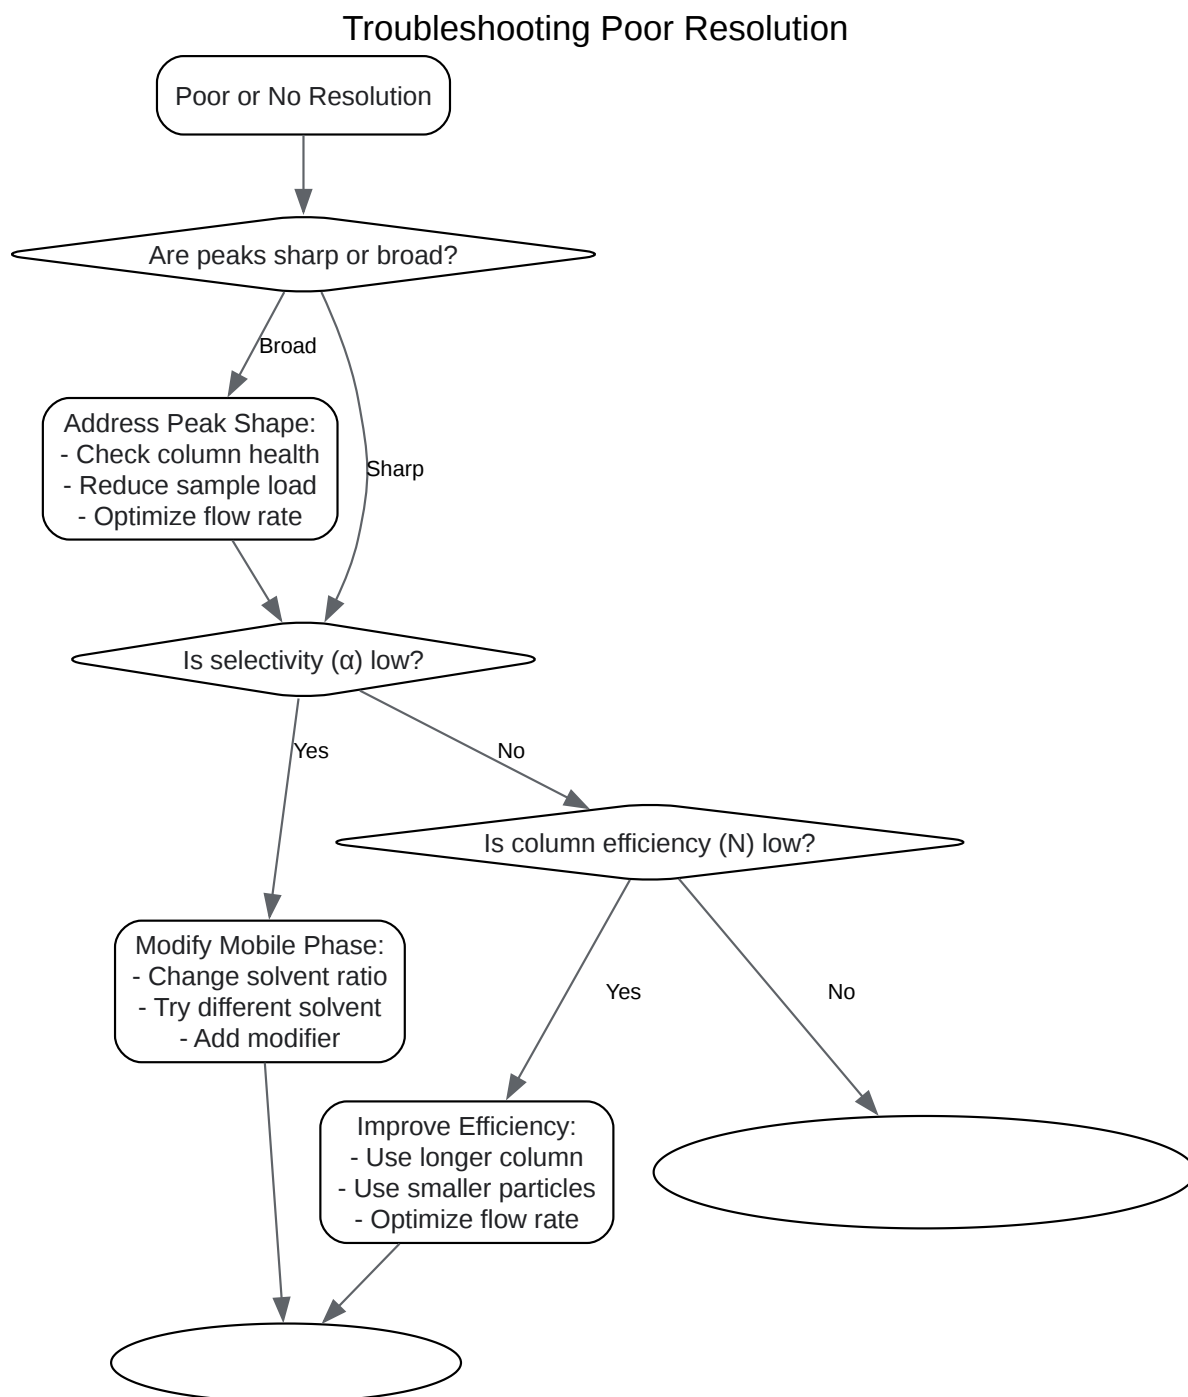 Troubleshooting Poor Resolution
Poor or No Resolution
Are peaks sharp or broad?
Broad
Address Peak Shape:
- Check column health
- Reduce sample load
- Optimize flow rate
Sharp
Is selectivity (α) low?
Yes
No
Is column efficiency (N) low?
Modify Mobile Phase:
- Change solvent ratio
- Try different solvent
- Add modifier
Yes
No
Improve Efficiency:
- Use longer column
- Use smaller particles
- Optimize flow rate